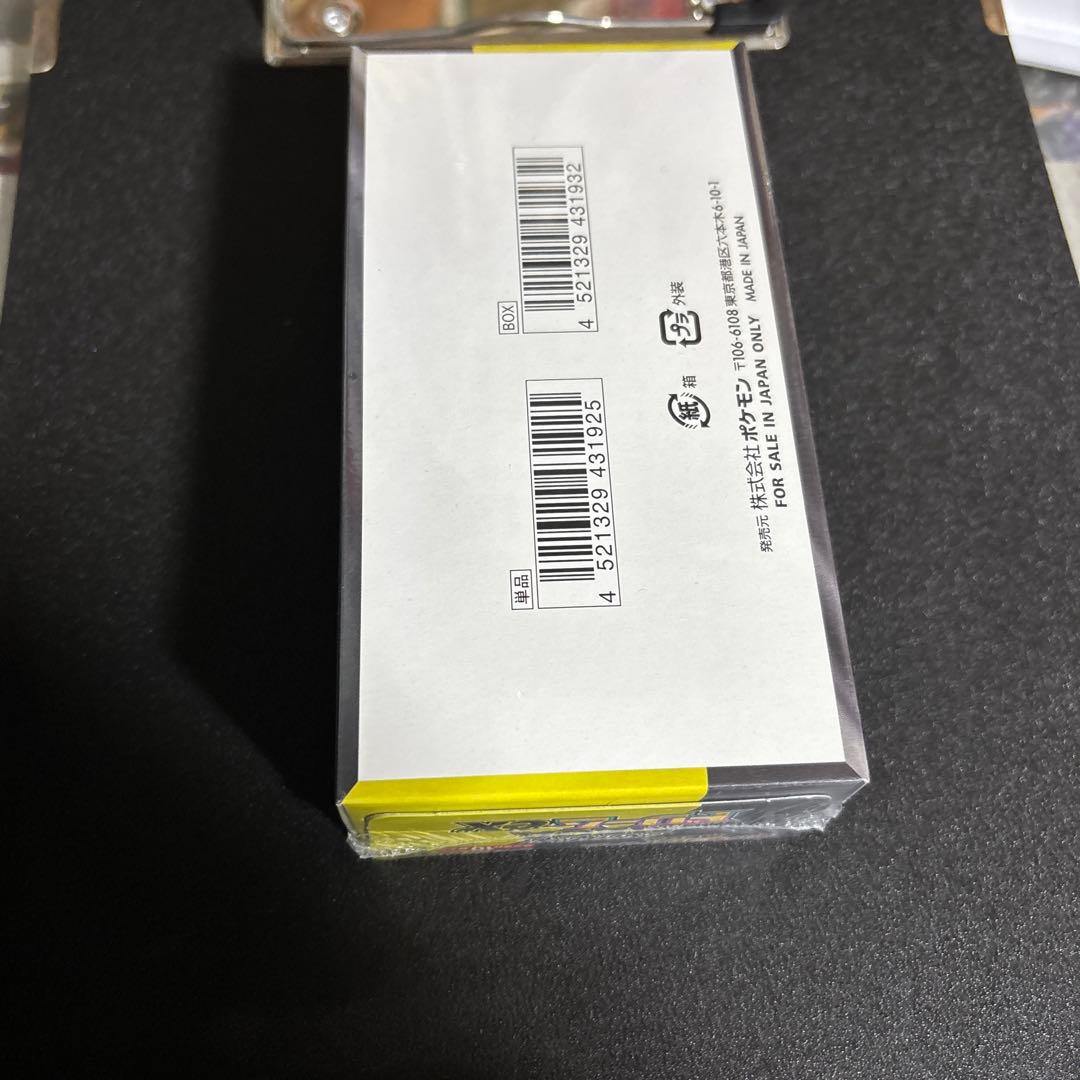 単品
4 521329 431925
BOX
4 521329 431932
紙 箱
プラ 外装
発売元 株式会社ポケモン 〒106-6108 東京都港区六本木6-10-1
FOR SALE IN JAPAN ONLY MADE IN JAPAN